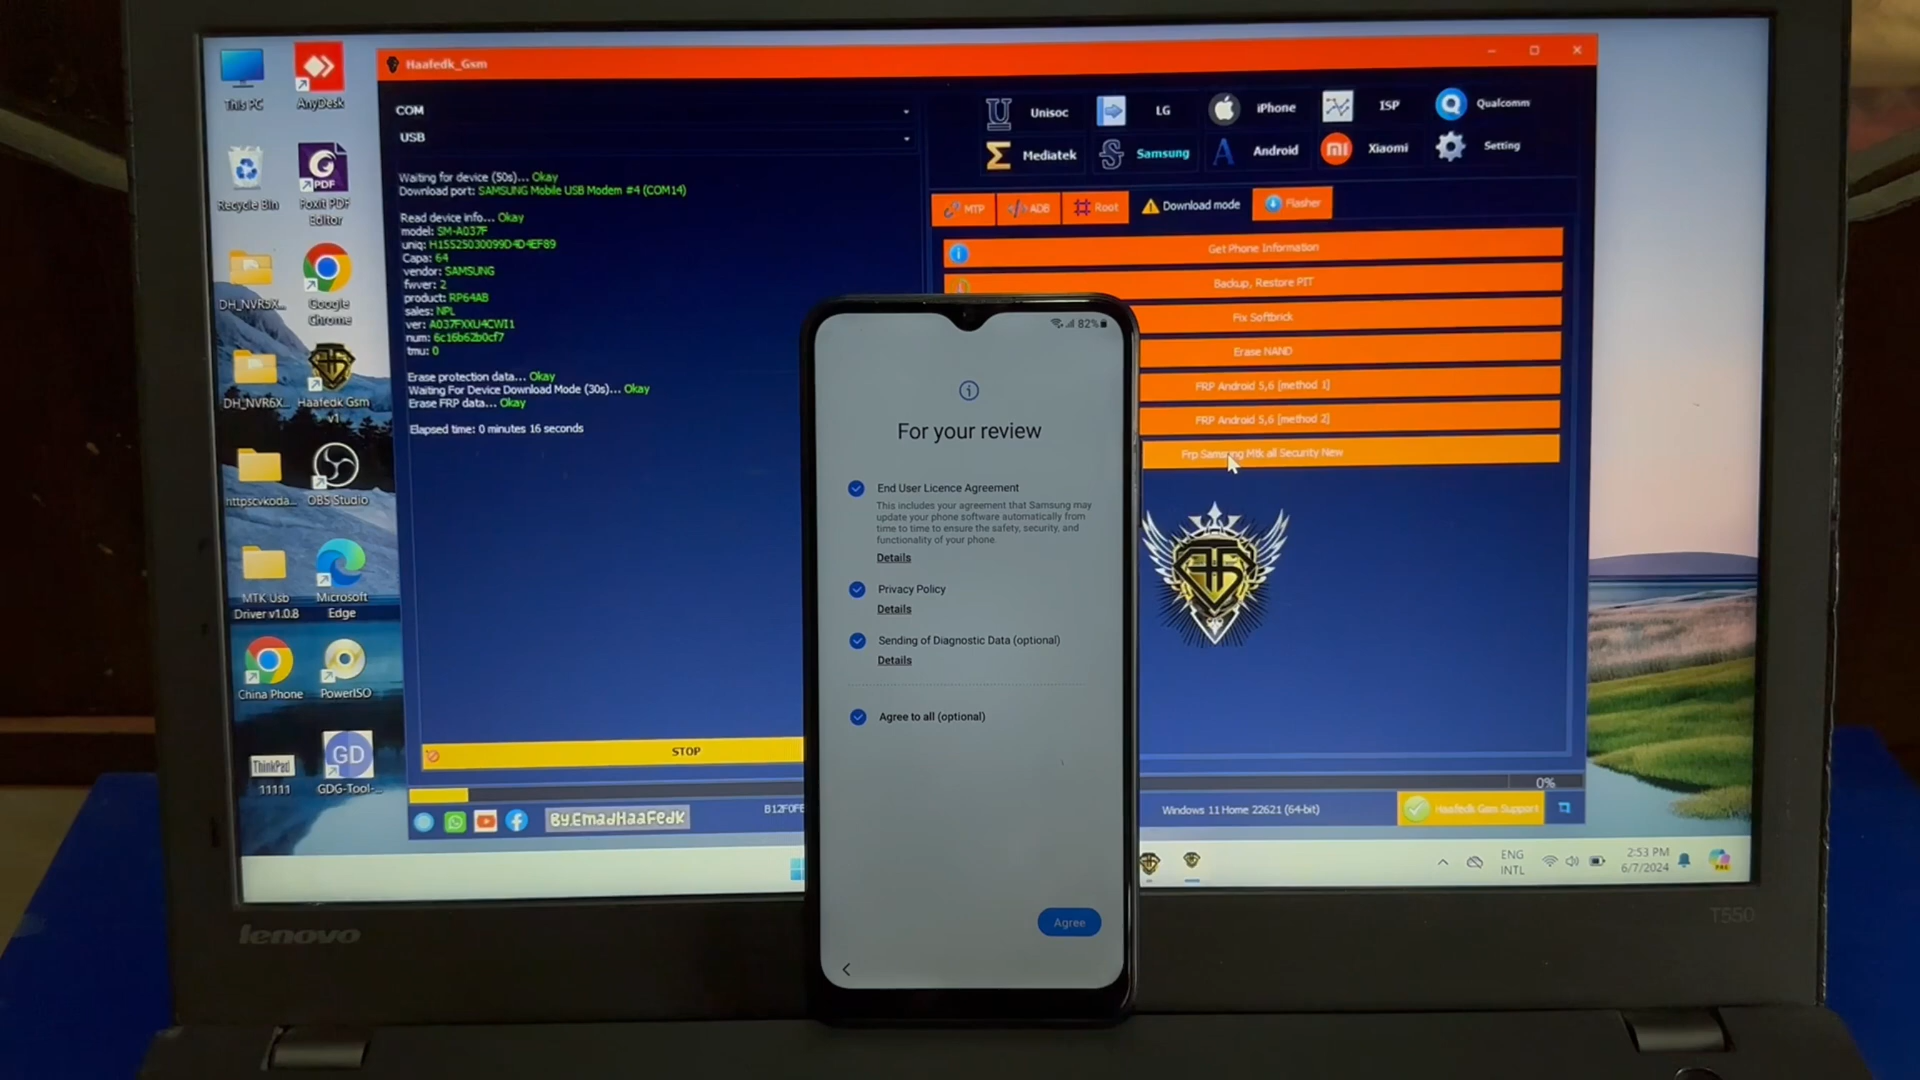 This PC
AnyDesk
Recycle Bin
Foxit PDF
Editor
DH_NVR5X...
Google
Chrome
DH_NVR6X...
Haafedk Gsm
v1
httpscvkoda...
OBS Studio
MTK Usb
Driver v1.0.8
Microsoft
Edge
China Phone
PowerISO
ThinkPad
11111
GD
GDG-Tool-...
Haafedk_Gsm
COM
USB
Waiting for device (50s)... Okay
Download port: SAMSUNG Mobile USB Modem #4 (COM14)
Read device info... Okay
model: SM-A037F
uniq: H15525030099D4D4EF89
Capa: 64
vendor: SAMSUNG
fwver: 2
product: RP64AB
sales: NPL
ver: A037FXXU4CWI1
num: 6c16b62b0cf7
tmu: 0
Erase protection data... Okay
Waiting For Device Download Mode (30s)... Okay
Erase FRP data... Okay
Elapsed time: 0 minutes 16 seconds
STOP
By.EmadHaaFedk
B12F0FE
Unisoc
LG
iPhone
ISP
Qualcomm
Mediatek
Samsung
Android
Xiaomi
Setting
MTP
ADB
Root
Download mode
Flasher
Get Phone Information
Backup, Restore PIT
Fix Softbrick
Erase NAND
FRP Android 5,6 [method 1]
FRP Android 5,6 [method 2]
Frp Samsung Mtk all Security New
0%
Windows 11 Home 22621 (64-bit)
Haafedk Gsm Support
ENG
INTL
2:53 PM
6/7/2024
82%
For your review
End User Licence Agreement
This includes your agreement that Samsung may
update your phone software automatically from
time to time to ensure the safety, security, and
functionality of your phone.
Details
Privacy Policy
Details
Sending of Diagnostic Data (optional)
Details
Agree to all (optional)
Agree
lenovo
T550